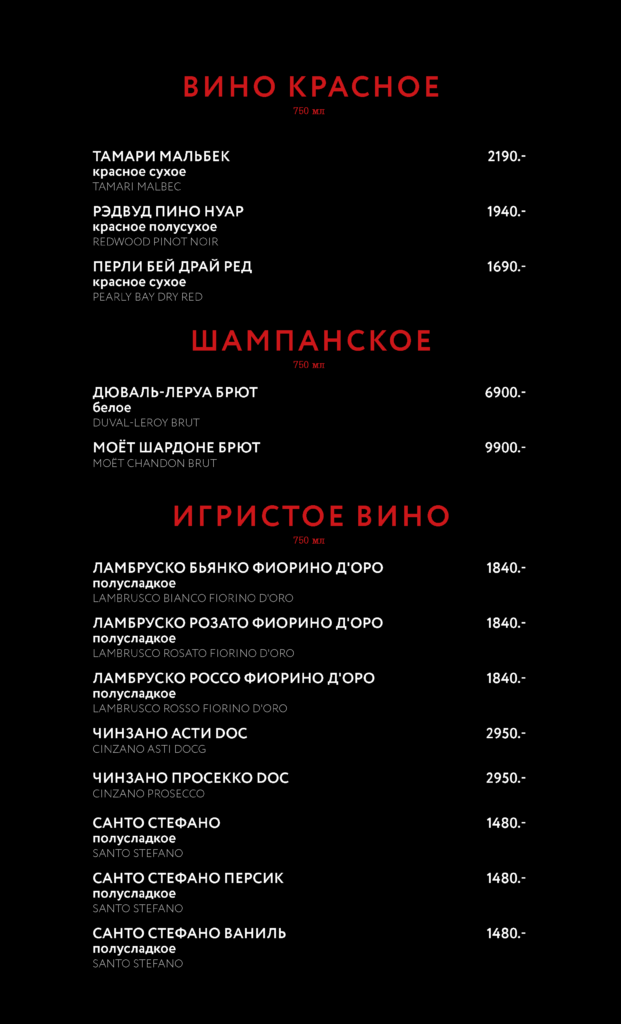 ВИНО КРАСНОЕ
750 мл
ТАМАРИ МАЛЬБЕК 2190.-
красное сухое
TAMARI MALBEC
РЭДВУД ПИНО НУАР 1940.-
красное полусухое
REDWOOD PINOT NOIR
ПЕРЛИ БЕЙ ДРАЙ РЕД 1690.-
красное сухое
PEARLY BAY DRY RED
ШАМПАНСКОЕ
750 мл
ДЮВАЛЬ-ЛЕРУА БРЮТ 6900.-
белое
DUVAL-LEROY BRUT
МОЁТ ШАРДОНЕ БРЮТ 9900.-
MOËT CHANDON BRUT
ИГРИСТОЕ ВИНО
750 мл
ЛАМБРУСКО БЬЯНКО ФИОРИНО Д'ОРО 1840.-
полусладкое
LAMBRUSCO BIANCO FIORINO D'ORO
ЛАМБРУСКО РОЗАТО ФИОРИНО Д'ОРО 1840.-
полусладкое
LAMBRUSCO ROSATO FIORINO D'ORO
ЛАМБРУСКО РОССО ФИОРИНО Д'ОРО 1840.-
полусладкое
LAMBRUSCO ROSSO FIORINO D'ORO
ЧИНЗАНО АСТИ DOC 2950.-
CINZANO ASTI DOCG
ЧИНЗАНО ПРОСЕККО DOC 2950.-
CINZANO PROSECCO
САНТО СТЕФАНО 1480.-
полусладкое
SANTO STEFANO
САНТО СТЕФАНО ПЕРСИК 1480.-
полусладкое
SANTO STEFANO
САНТО СТЕФАНО ВАНИЛЬ 1480.-
полусладкое
SANTO STEFANO